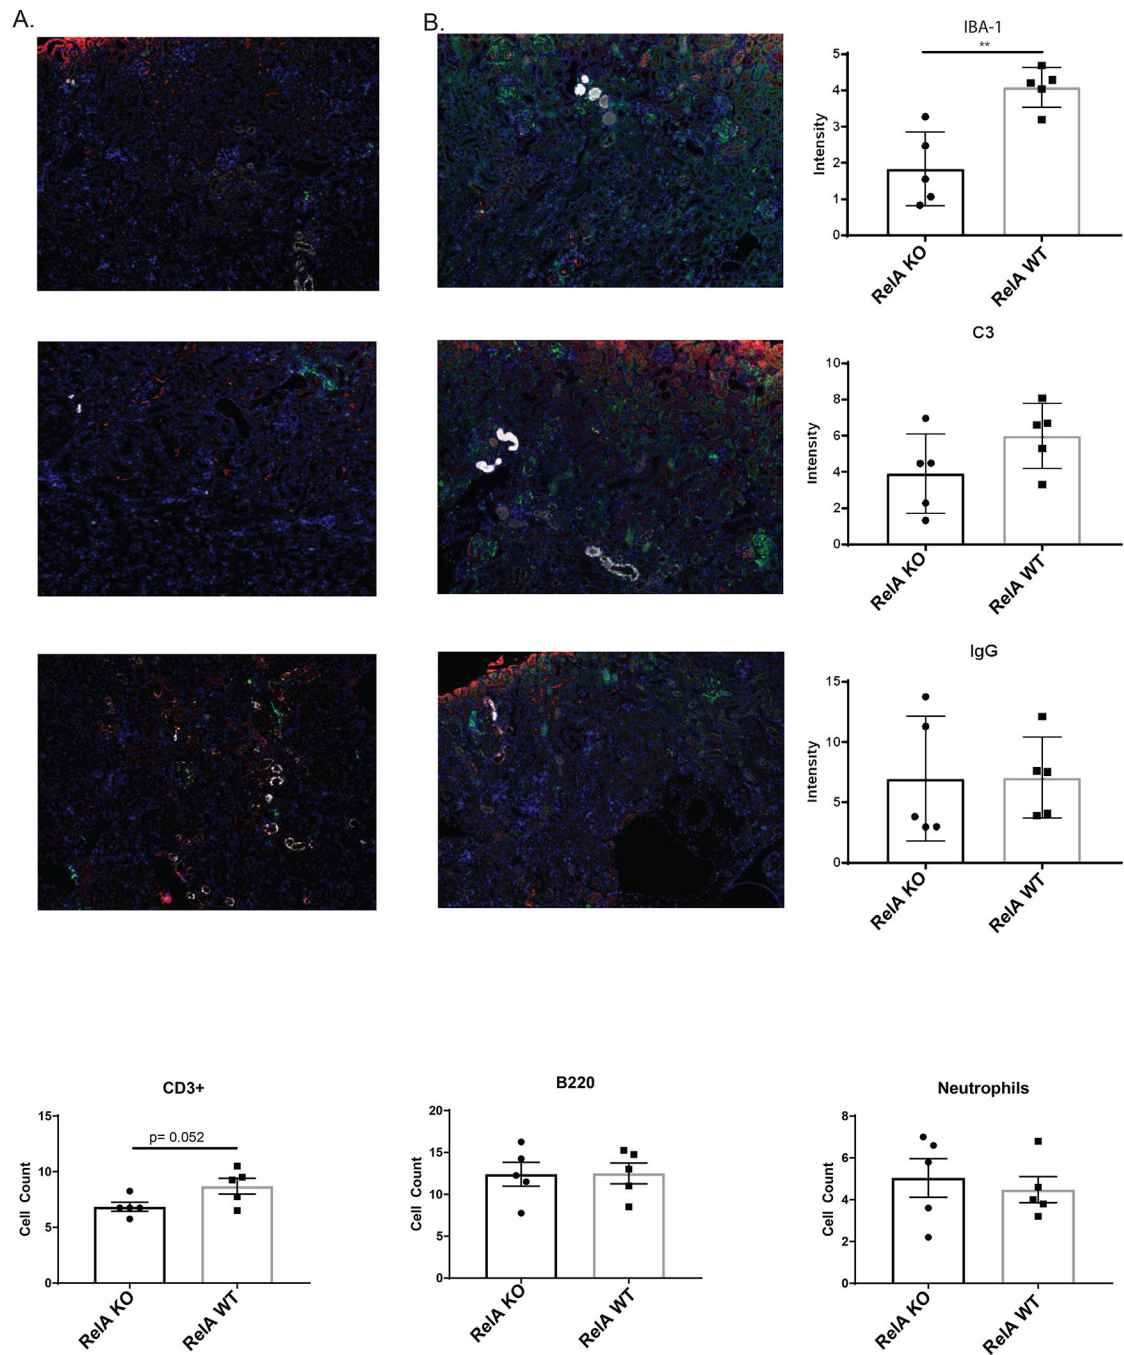 A.
B.
IBA-1
**
5
4
3
2
1
0
Intensity
RelA KO
RelA WT
C3
10
8
6
4
2
0
Intensity
RelA KO
RelA WT
IgG
15
10
5
0
Intensity
RelA KO
RelA WT
CD3+
p= 0.052
15
10
5
0
Cell Count
RelA KO
RelA WT
B220
20
15
10
5
0
Cell Count
RelA KO
RelA WT
Neutrophils
8
6
4
2
0
Cell Count
RelA KO
RelA WT